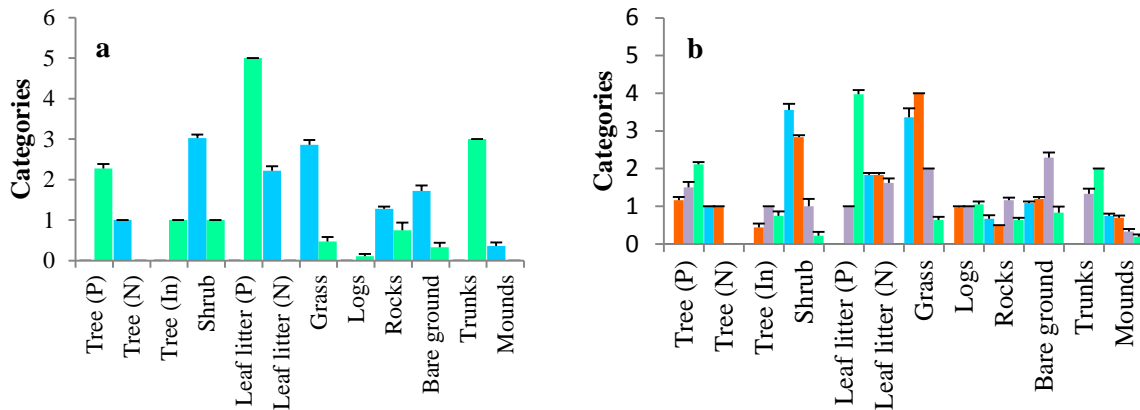 a
Categories
6
5
4
3
2
1
0
Tree (P)
Tree (N)
Tree (In)
Shrub
Leaf litter (P)
Leaf litter (N)
Grass
Logs
Rocks
Bare ground
Trunks
Mounds
b
Categories
6
5
4
3
2
1
0
Tree (P)
Tree (N)
Tree (In)
Shrub
Leaf litter (P)
Leaf litter (N)
Grass
Logs
Rocks
Bare ground
Trunks
Mounds